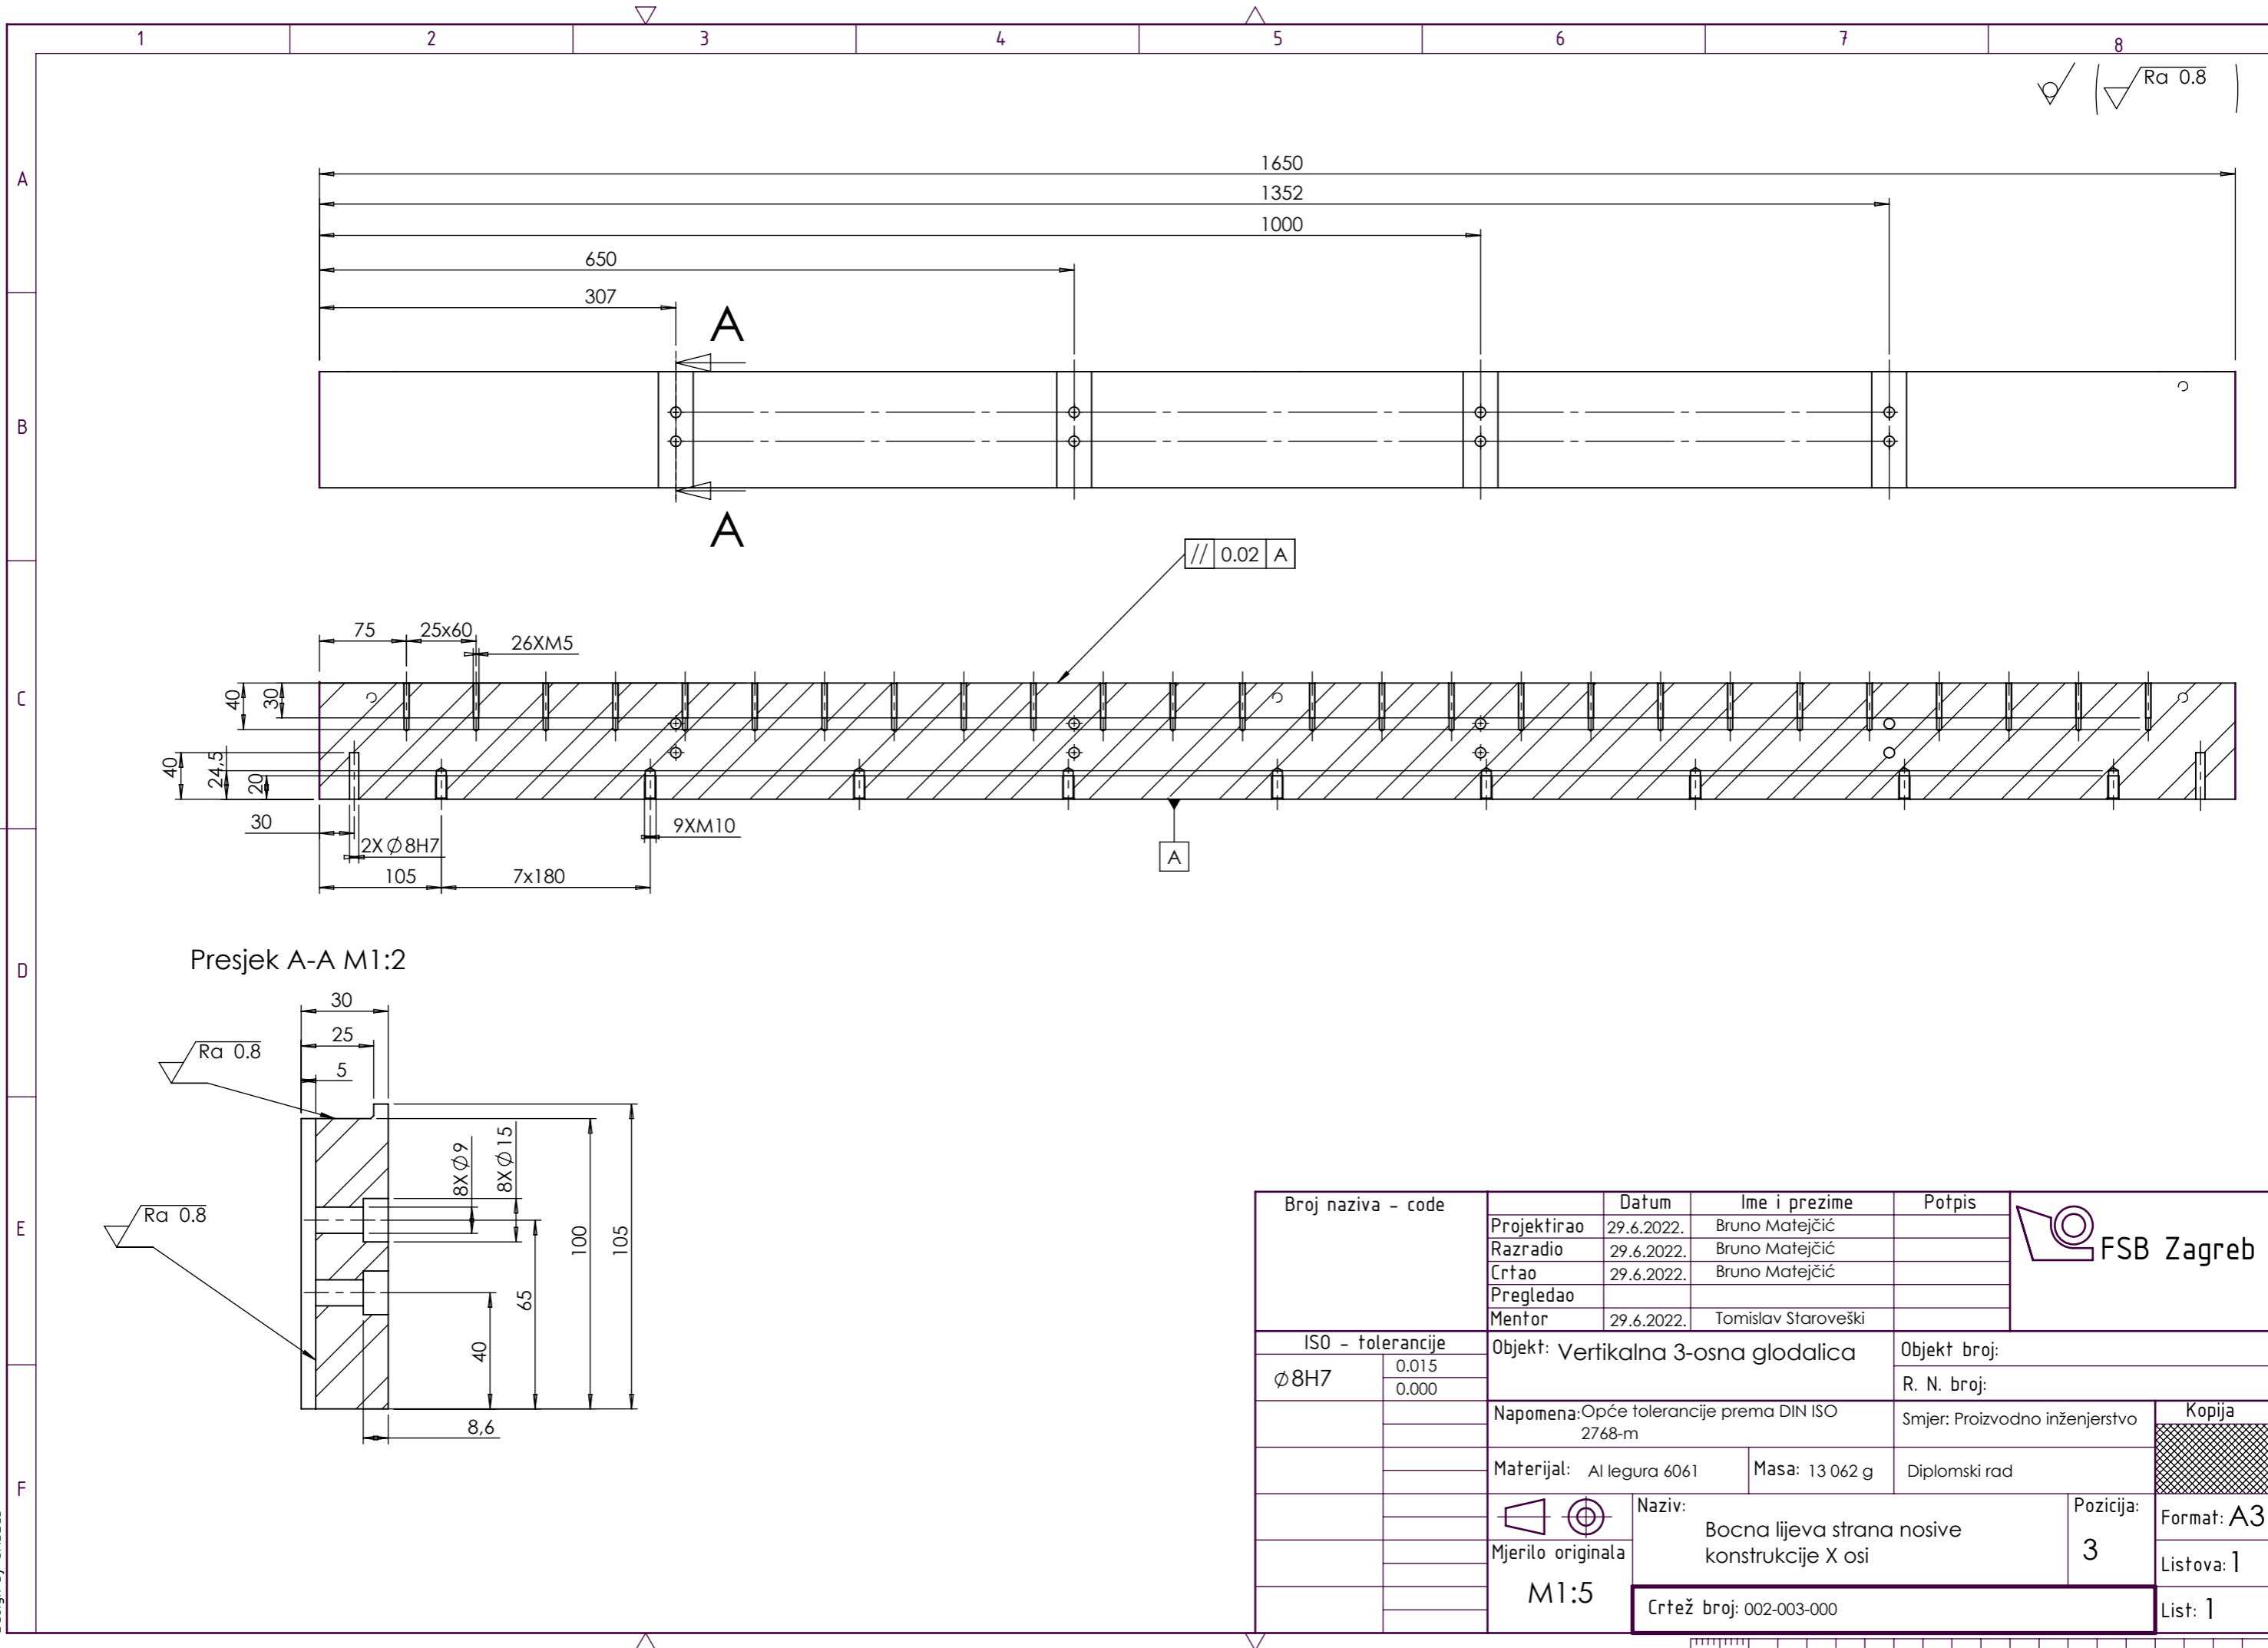 1 2 3 4 5 6 7 8
A
B
C
D
E
F
Ra 0.8
1650
1352
1000
650
307
A
A
// 0.02 A
75 25x60 26XM5
40 30
40 24,5 20
30
2X∅8H7
9XM10
105 7x180
A
Presjek A-A M1:2
30
25
5
Ra 0.8
Ra 0.8
8X∅9
8X∅15
100
105
65
40
8,6
Broj naziva - code
Datum Ime i prezime Potpis
Projektirao 29.6.2022. Bruno Matejčić
Razradio 29.6.2022. Bruno Matejčić
Crtao 29.6.2022. Bruno Matejčić
Pregledao
Mentor 29.6.2022. Tomislav Staroveški
FSB Zagreb
ISO - tolerancije
∅8H7 0.015
0.000
Objekt: Vertikalna 3-osna glodalica
Objekt broj:
R. N. broj:
Napomena: Opće tolerancije prema DIN ISO
2768-m
Smjer: Proizvodno inženjerstvo
Kopija
Materijal: Al legura 6061
Masa: 13 062 g
Diplomski rad
Naziv:
Bocna lijeva strana nosive
konstrukcije X osi
Pozicija:
3
Format: A3
Mjerilo originala
M1:5
Listova: 1
Crtež broj: 002-003-000
List: 1